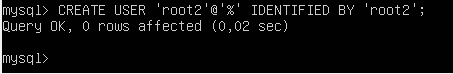 mysql> CREATE USER 'root2'@'%' IDENTIFIED BY 'root2';
Query OK, 0 rows affected (0,02 sec)
mysql>